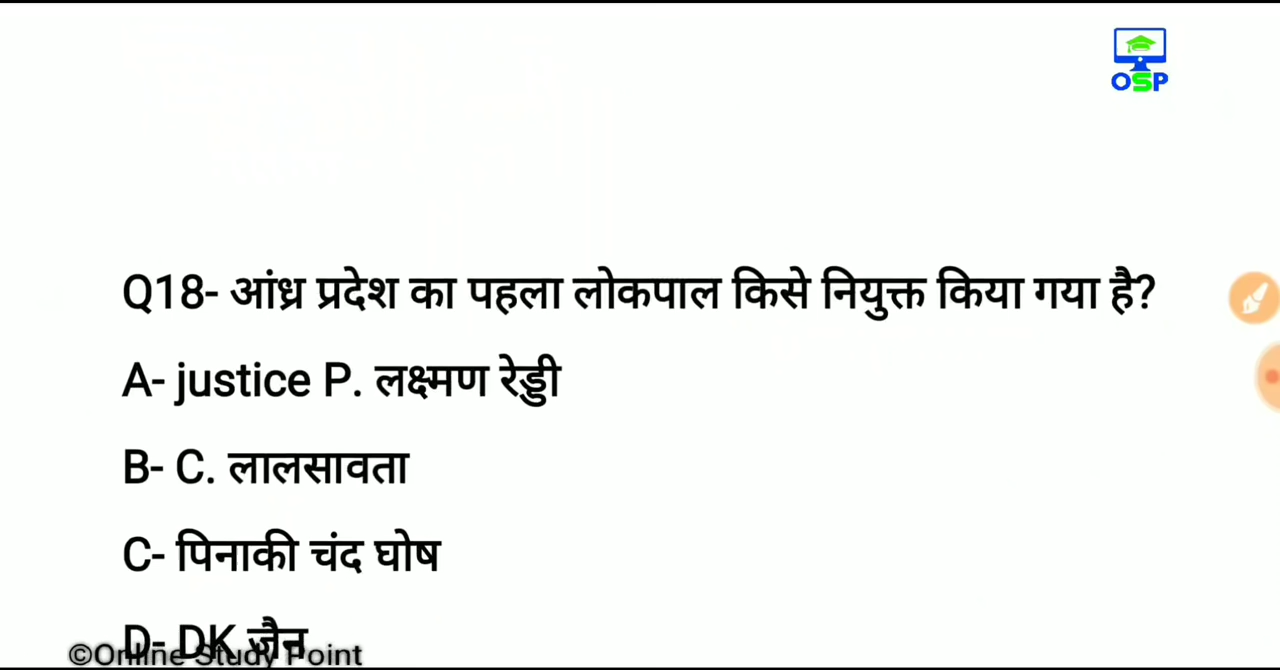 OSP
Q18- आंध्र प्रदेश का पहला लोकपाल किसे नियुक्त किया गया है?
A- justice P. लक्ष्मण रेड्डी
B- C. लालसावता
C- पिनाकी चंद घोष
D- DK जैन
©Online Study Point